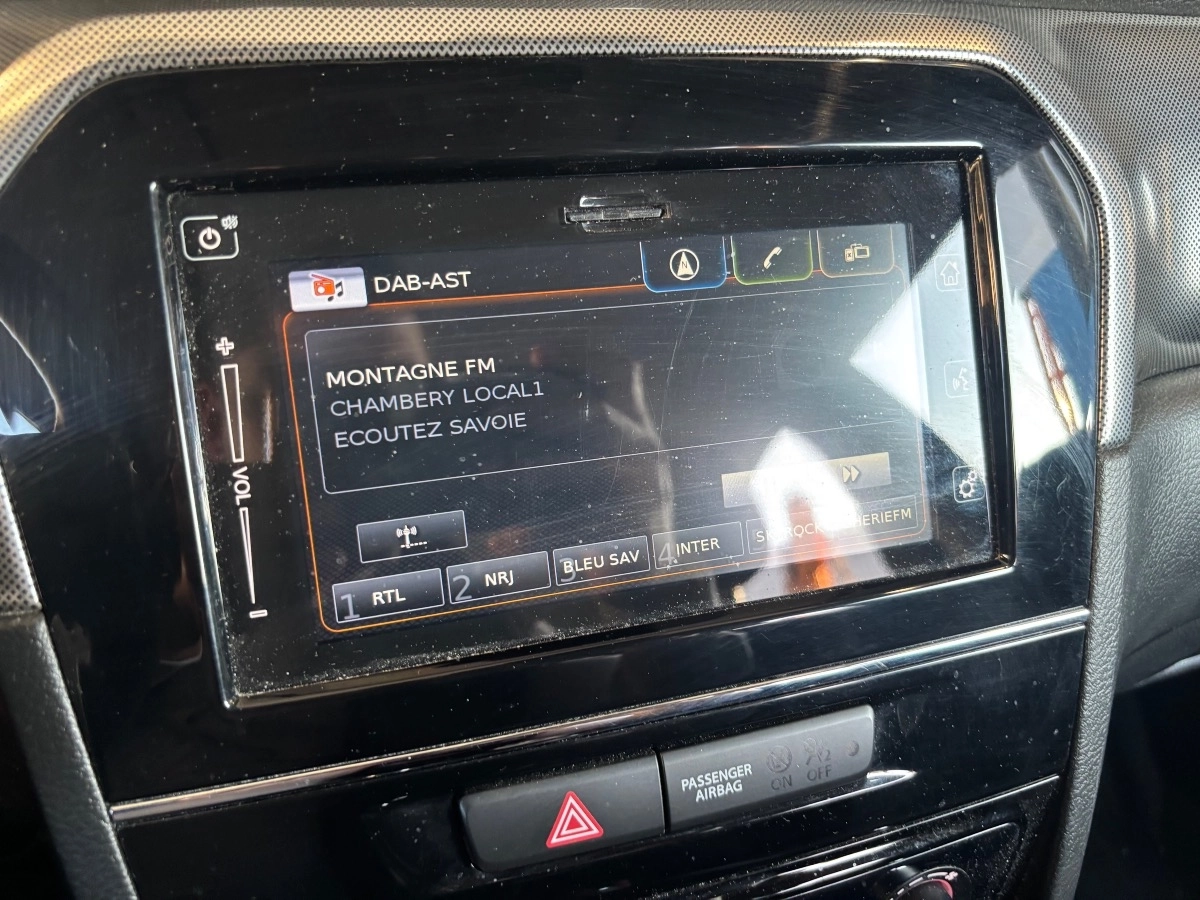 DAB-AST
MONTAGNE FM
CHAMBERY LOCAL1
ECOUTEZ SAVOIE
VOL
1 RTL
2 NRJ
3 BLEU SAV
4 INTER
PASSENGER
AIRBAG
ON
OFF